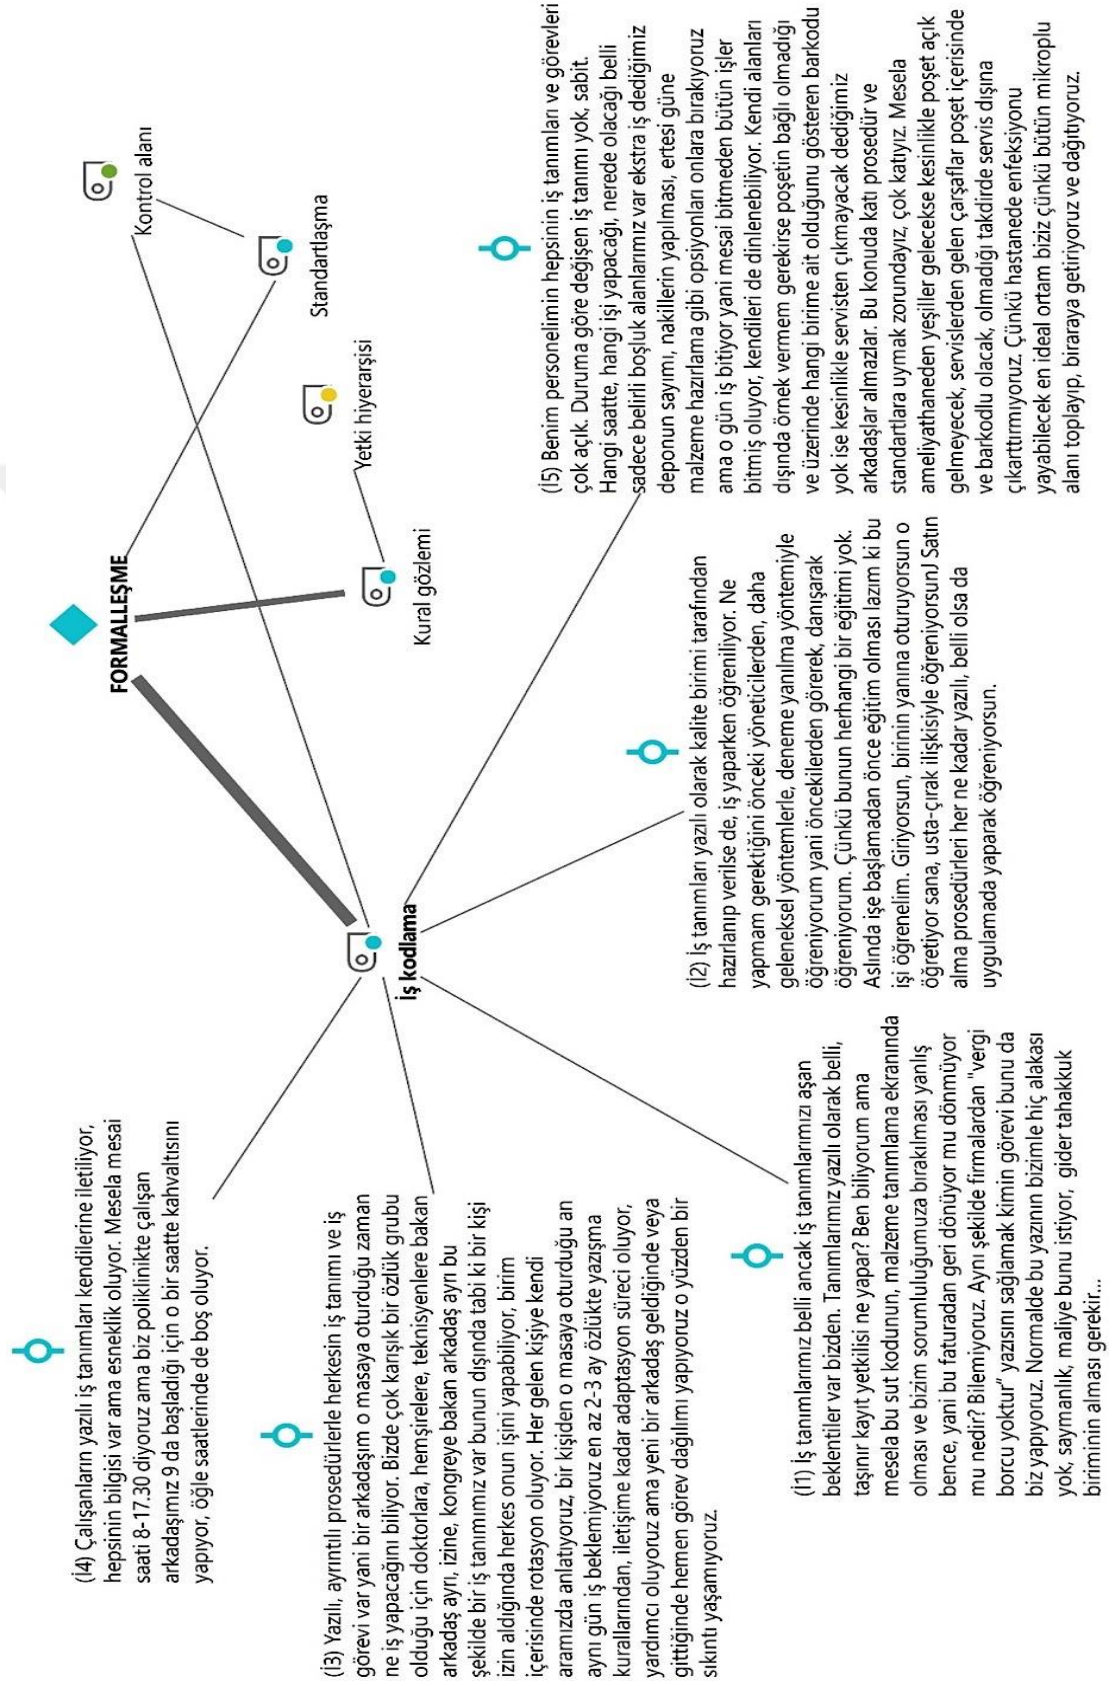 (İ4) Çalışanların yazılı iş tanımları kendilerine iletiliyor,
hepsinin bilgisi var ama esneklik oluyor. Mesela mesai
saati 8-17.30 diyoruz ama biz poliklinikte çalışan
arkadaşımız 9 da başladığı için o bir saatte kahvaltısını
yapıyor, öğle saatlerinde de boş oluyor.
FORMALLEŞME
Kontrol alanı
Standartlaşma
Yetki hiyerarşisi
Kural gözlemi
İş kodlama
(İ3) Yazılı, ayrıntılı prosedürlerle herkesin iş tanımı ve iş
görevi var yani bir arkadaşım o masaya oturduğu zaman
ne iş yapacağını biliyor. Bizde çok karışık bir özlük grubu
olduğu için doktorlara, hemşirelere, teknisyenlere bakan
arkadaş ayrı, izine, kongreye bakan arkadaş ayrı bu
şekilde bir iş tanımımız var bunun dışında tabi ki bir kişi
izin aldığında herkes onun işini yapabiliyor, birim
içerisinde rotasyon oluyor. Her gelen kişiye kendi
aramızda anlatıyoruz, bir kişiden o masaya oturduğu an
aynı gün iş beklemiyoruz en az 2-3 ay özlükte yazışma
kurallarından, iletişime kadar adaptasyon süreci oluyor,
yardımcı oluyoruz ama yeni bir arkadaş geldiğinde veya
gittiğinde hemen görev dağılımı yapıyoruz o yüzden bir
sıkıntı yaşamıyoruz.
(İ1) İş tanımlarımız belli ancak iş tanımlarımızı aşan
beklentiler var bizden. Tanımlarımız yazılı olarak belli,
taşınır kayıt yetkilisi ne yapar? Ben biliyorum ama
mesela bu sut kodunun, malzeme tanımlama ekranında
olması ve bizim sorumluluğumuza bırakılması yanlış
bence, yani bu faturadan geri dönüyor mu dönmüyor
mu nedir? Bilemiyoruz. Aynı şekilde firmalardan "vergi
borcu yoktur" yazısını sağlamak kimin görevi bunu da
biz yapıyoruz. Normalde bu yazının bizimle hiç alakası
yok, saymanlık, maliye bunu istiyor, gider tahakkuk
biriminin alması gerekir...
(İ2) İş tanımları yazılı olarak kalite birimi tarafından
hazırlanıp verilse de, iş yaparken öğreniliyor. Ne
yapmam gerektiğini önceki yöneticilerden, daha
geleneksel yöntemlerle, deneme yanılma yöntemiyle
öğreniyorum yani öncekilerden görerek, danışarak
öğreniyorum. Çünkü bunun herhangi bir eğitimi yok.
Aslında işe başlamadan önce eğitim olması lazım ki bu
işi öğrenelim. Giriyorsun, birinin yanına oturuyorsun o
öğretiyor sana, usta-çırak ilişkisiyle öğreniyorsunJ Satın
alma prosedürleri her ne kadar yazılı, belli olsa da
uygulamada yaparak öğreniyorsun.
(İ5) Benim personelimin hepsinin iş tanımları ve görevleri
çok açık. Duruma göre değişen iş tanımı yok, sabit.
Hangi saatte, hangi işi yapacağı, nerede olacağı belli
sadece belirli boşluk alanlarımız var ekstra iş dediğimiz
deponun sayımı, nakillerin yapılması, ertesi güne
malzeme hazırlama gibi opsiyonları onlara bırakıyoruz
ama o gün iş bitiyor yani mesai bitmeden bütün işler
bitmiş oluyor, kendileri de dinlenebiliyor. Kendi alanları
dışında örnek vermem gerekirse poşetin bağlı olmadığı
ve üzerinde hangi birime ait olduğunu gösteren barkodu
yok ise kesinlikle servisten çıkmayacak dediğimiz
arkadaşlar almazlar. Bu konuda katı prosedür ve
standartlara uymak zorundayız, çok katıyız. Mesela
ameliyathaneden yeşiller gelecekse kesinlikle poşet açık
gelmeyecek, servislerden gelen çarşaflar poşet içerisinde
ve barkodlu olacak, olmadığı takdirde servis dışına
çıkarttırmıyoruz. Çünkü hastanede enfeksiyonu
yayabilecek en ideal ortam biziz çünkü bütün mikroplu
alanı toplayıp, biraraya getiriyoruz ve dağıtıyoruz.